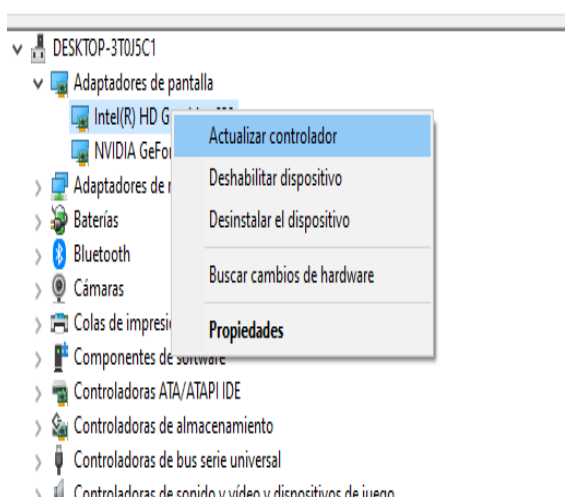 DESKTOP-3T0J5C1
Adaptadores de pantalla
Intel(R) HD
NVIDIA
Adaptadores de
Baterías
Bluetooth
Cámaras
Colas de
Componentes de software
Controladoras ATA/ATAPI IDE
Controladoras de almacenamiento
Controladoras de bus serie universal
Controladoras de sonido y vídeo y dispositivos de juego
Actualizar controlador
Deshabilitar dispositivo
Desinstalar el dispositivo
Buscar cambios de hardware
Propiedades